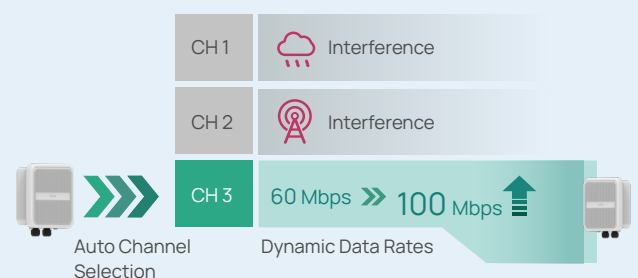 CH 1
Interference
CH 2
Interference
CH 3
60 Mbps
100 Mbps
Auto Channel
Selection
Dynamic Data Rates